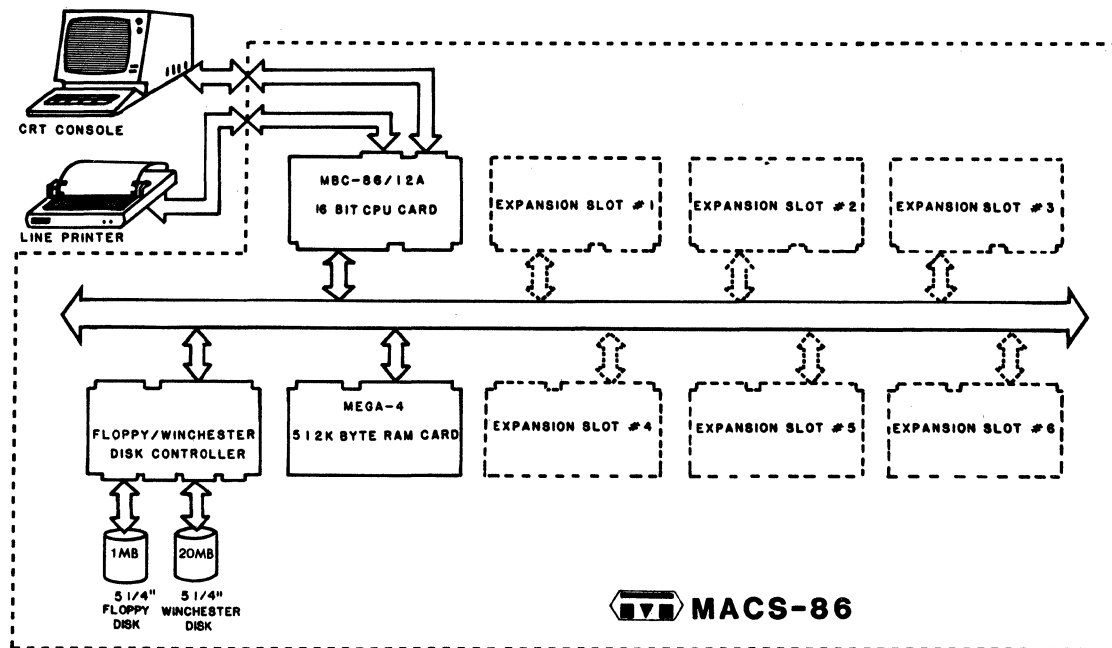 CRT CONSOLE
LINE PRINTER
MBC-86/12A
16 BIT CPU CARD
EXPANSION SLOT #1
EXPANSION SLOT #2
EXPANSION SLOT #3
FLOPPY/WINCHESTER
DISK CONTROLLER
MEGA-4
512K BYTE RAM CARD
EXPANSION SLOT #4
EXPANSION SLOT #5
EXPANSION SLOT #6
1MB
20MB
5 1/4"
FLOPPY
DISK
5 1/4"
WINCHESTER
DISK
MACS-86